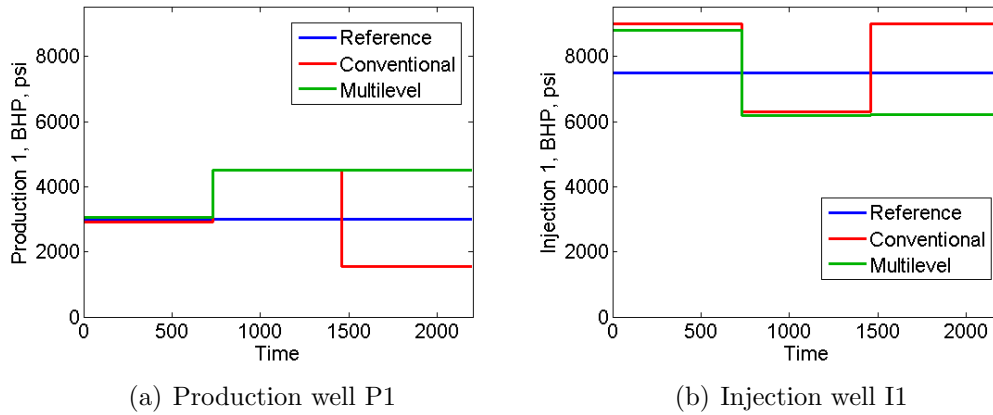 Production 1, BHP, psi
8000
6000
4000
2000
0
Reference
Conventional
Multilevel
0 500 1000 1500 2000
Time
(a) Production well P1
Injection 1, BHP, psi
8000
6000
4000
2000
0
Reference
Conventional
Multilevel
0 500 1000 1500 2000
Time
(b) Injection well I1